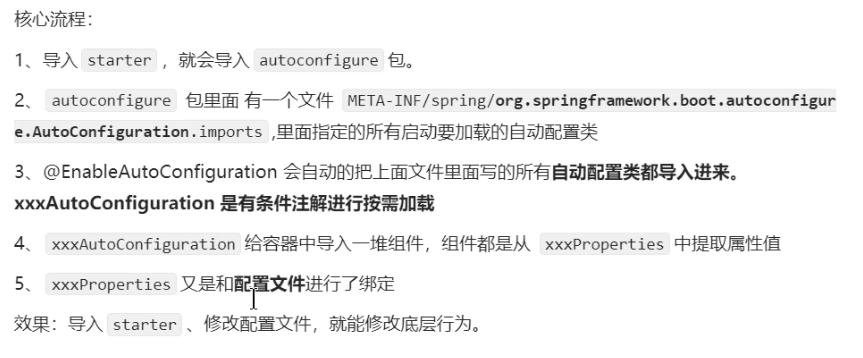 核心流程：
1、导入 starter ，就会导入 autoconfigure 包。
2、 autoconfigure 包里面 有一个文件 META-INF/spring/org.springframework.boot.autoconfigur
e.AutoConfiguration.imports ,里面指定的所有启动要加载的自动配置类
3、@EnableAutoConfiguration 会自动的把上面文件里面写的所有自动配置类都导入进来。
xxxAutoConfiguration 是有条件注解进行按需加载
4、 xxxAutoConfiguration 给容器中导入一堆组件，组件都是从 xxxProperties 中提取属性值
5、 xxxProperties 又是和配置文件进行了绑定
效果：导入 starter 、修改配置文件，就能修改底层行为。